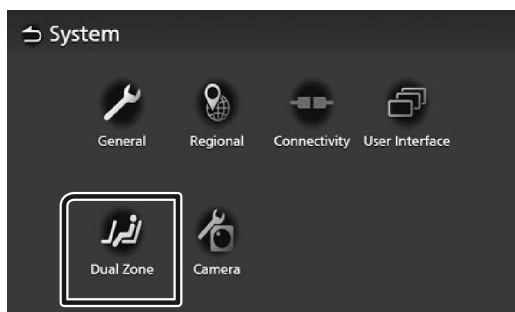 System
General Regional Connectivity User Interface
Dual Zone Camera